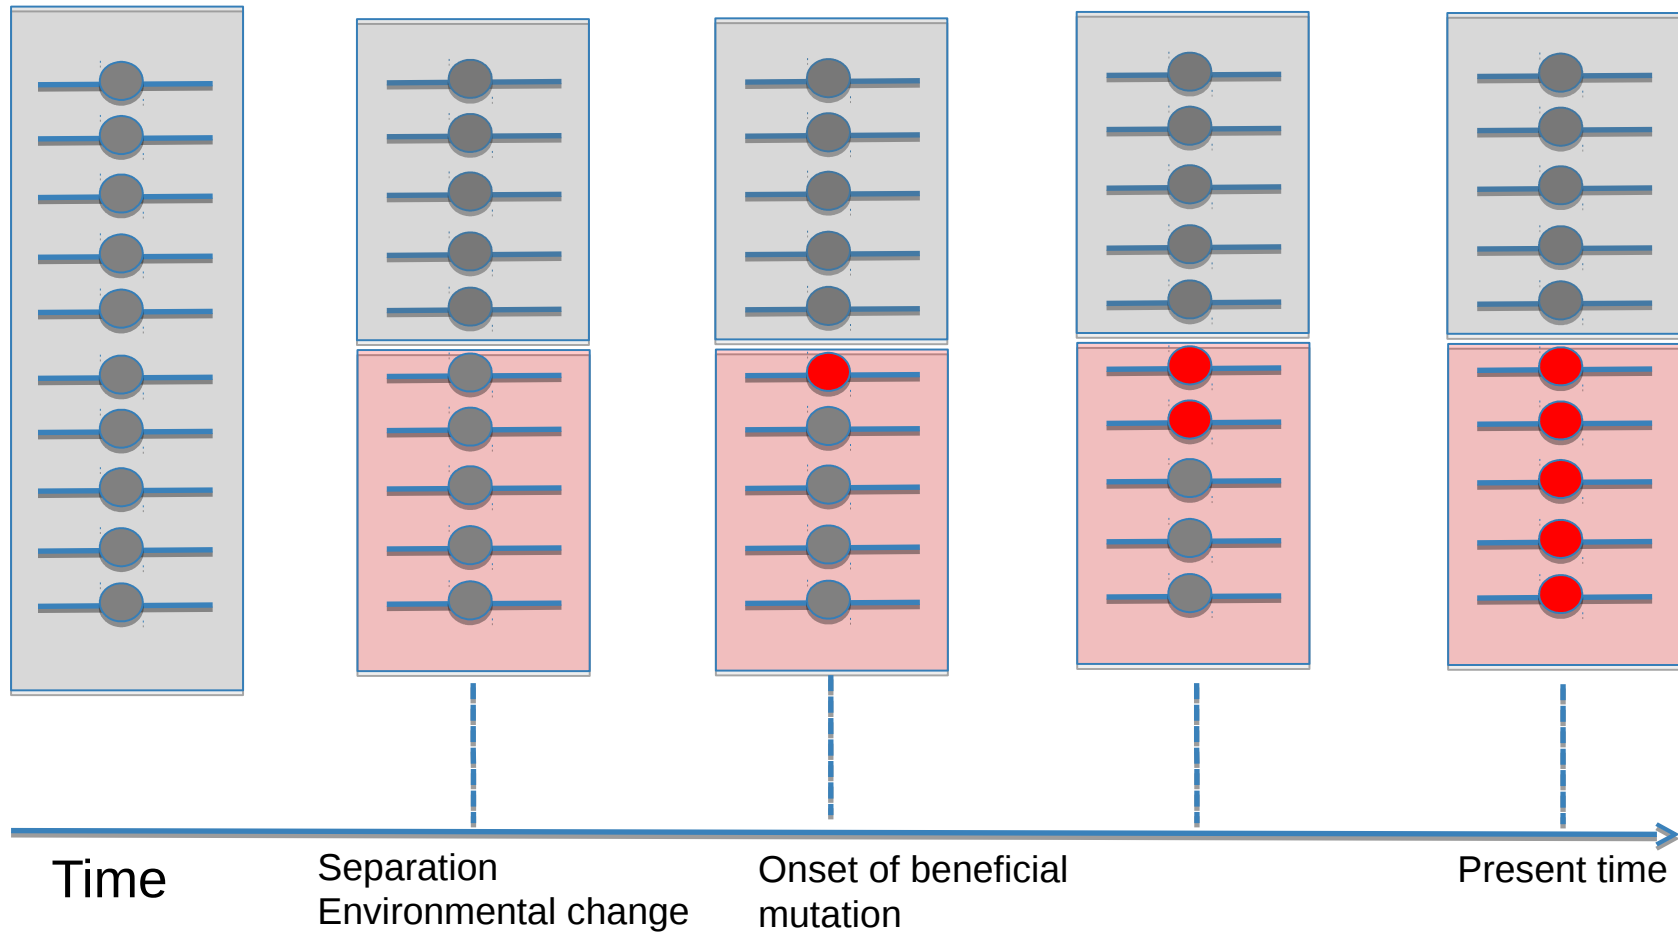 Time
Separation
Environmental change
Onset of beneficial
mutation
Present time